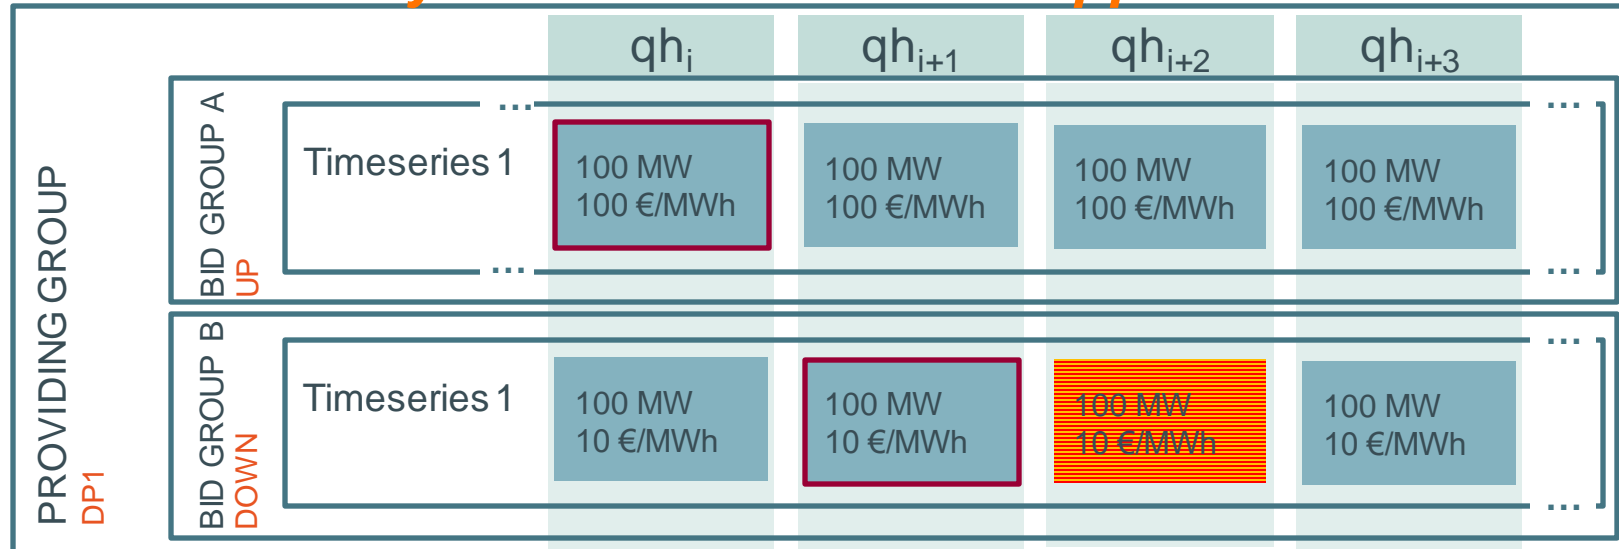 qhi
qhi+1
qhi+2
qhi+3
PROVIDING GROUP
DP1
BID GROUP A
UP
...
...
Timeseries 1
100 MW
100 €/MWh
100 MW
100 €/MWh
100 MW
100 €/MWh
100 MW
100 €/MWh
...
...
BID GROUP B
DOWN
...
Timeseries 1
100 MW
10 €/MWh
100 MW
10 €/MWh
100 MW
10 €/MWh
100 MW
10 €/MWh
...